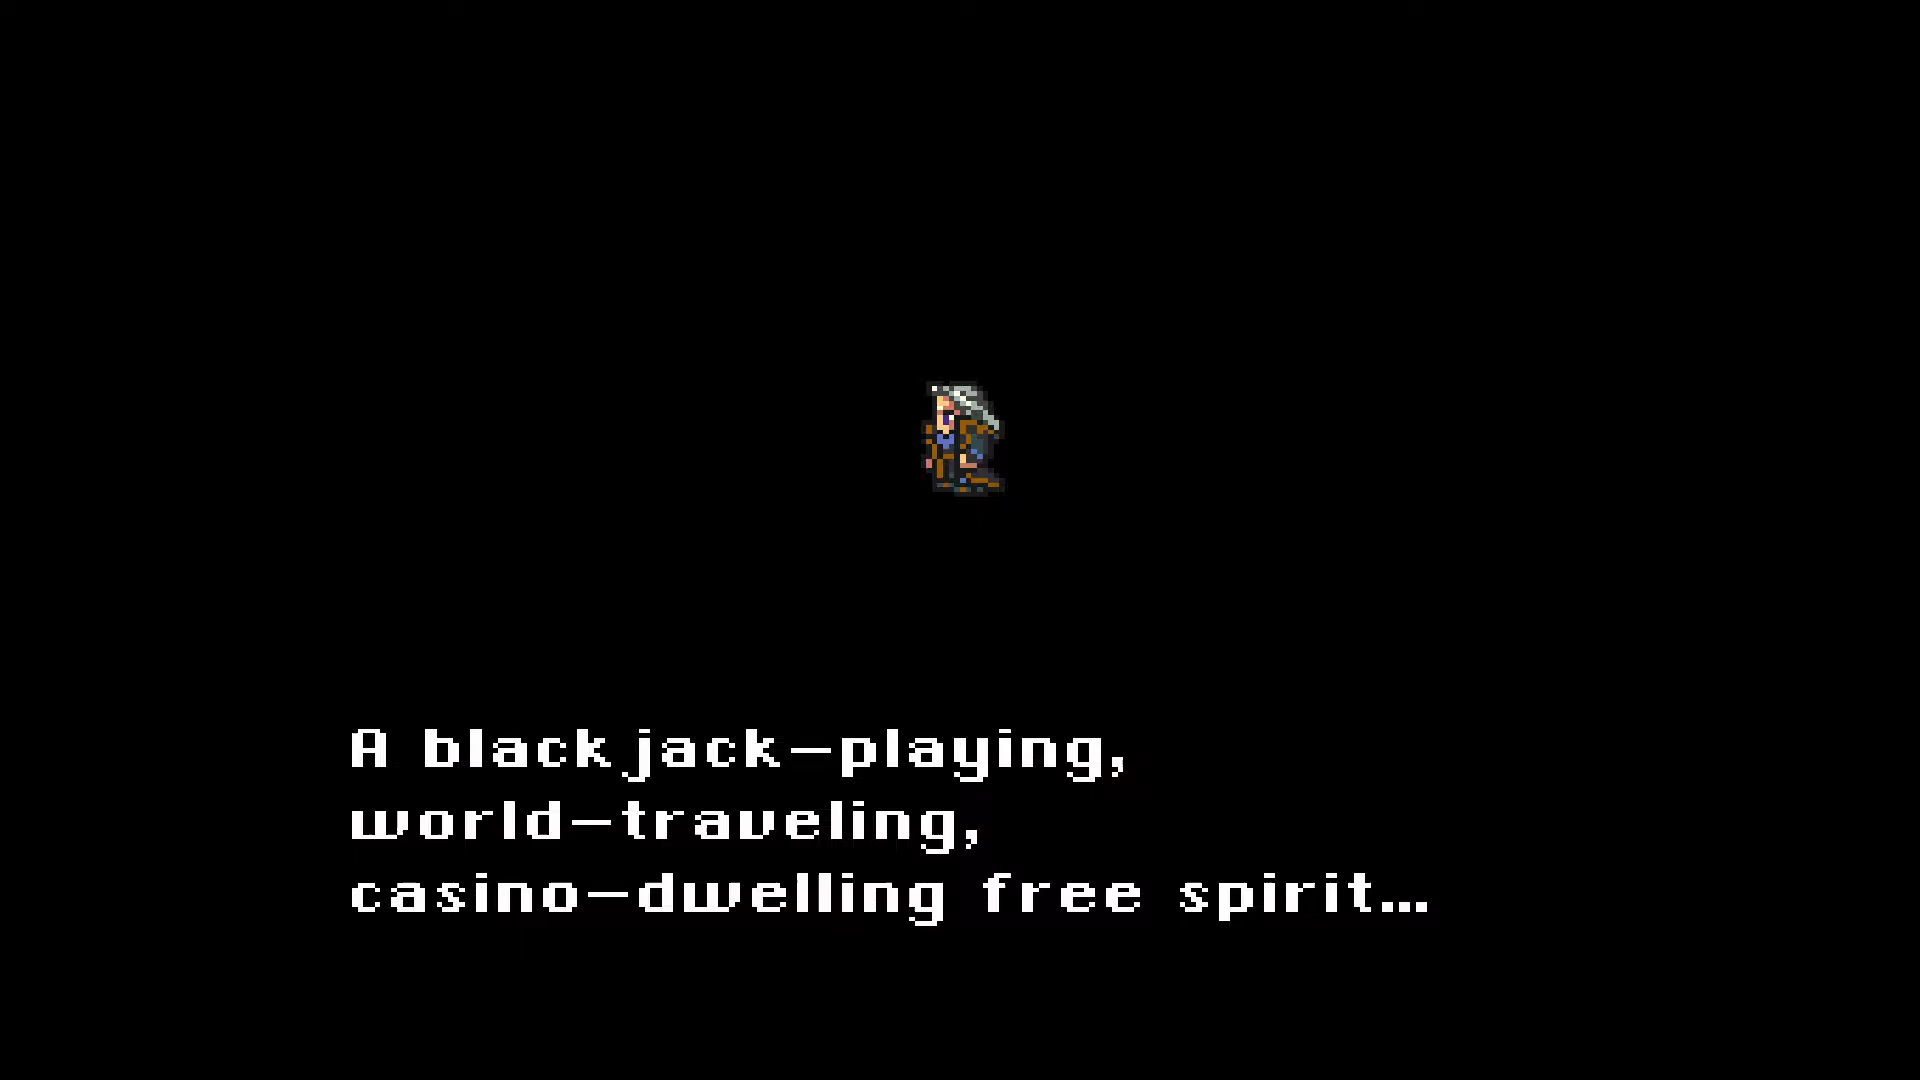 A blackjack–playing,
world–traveling,
casino–dwelling free spirit…